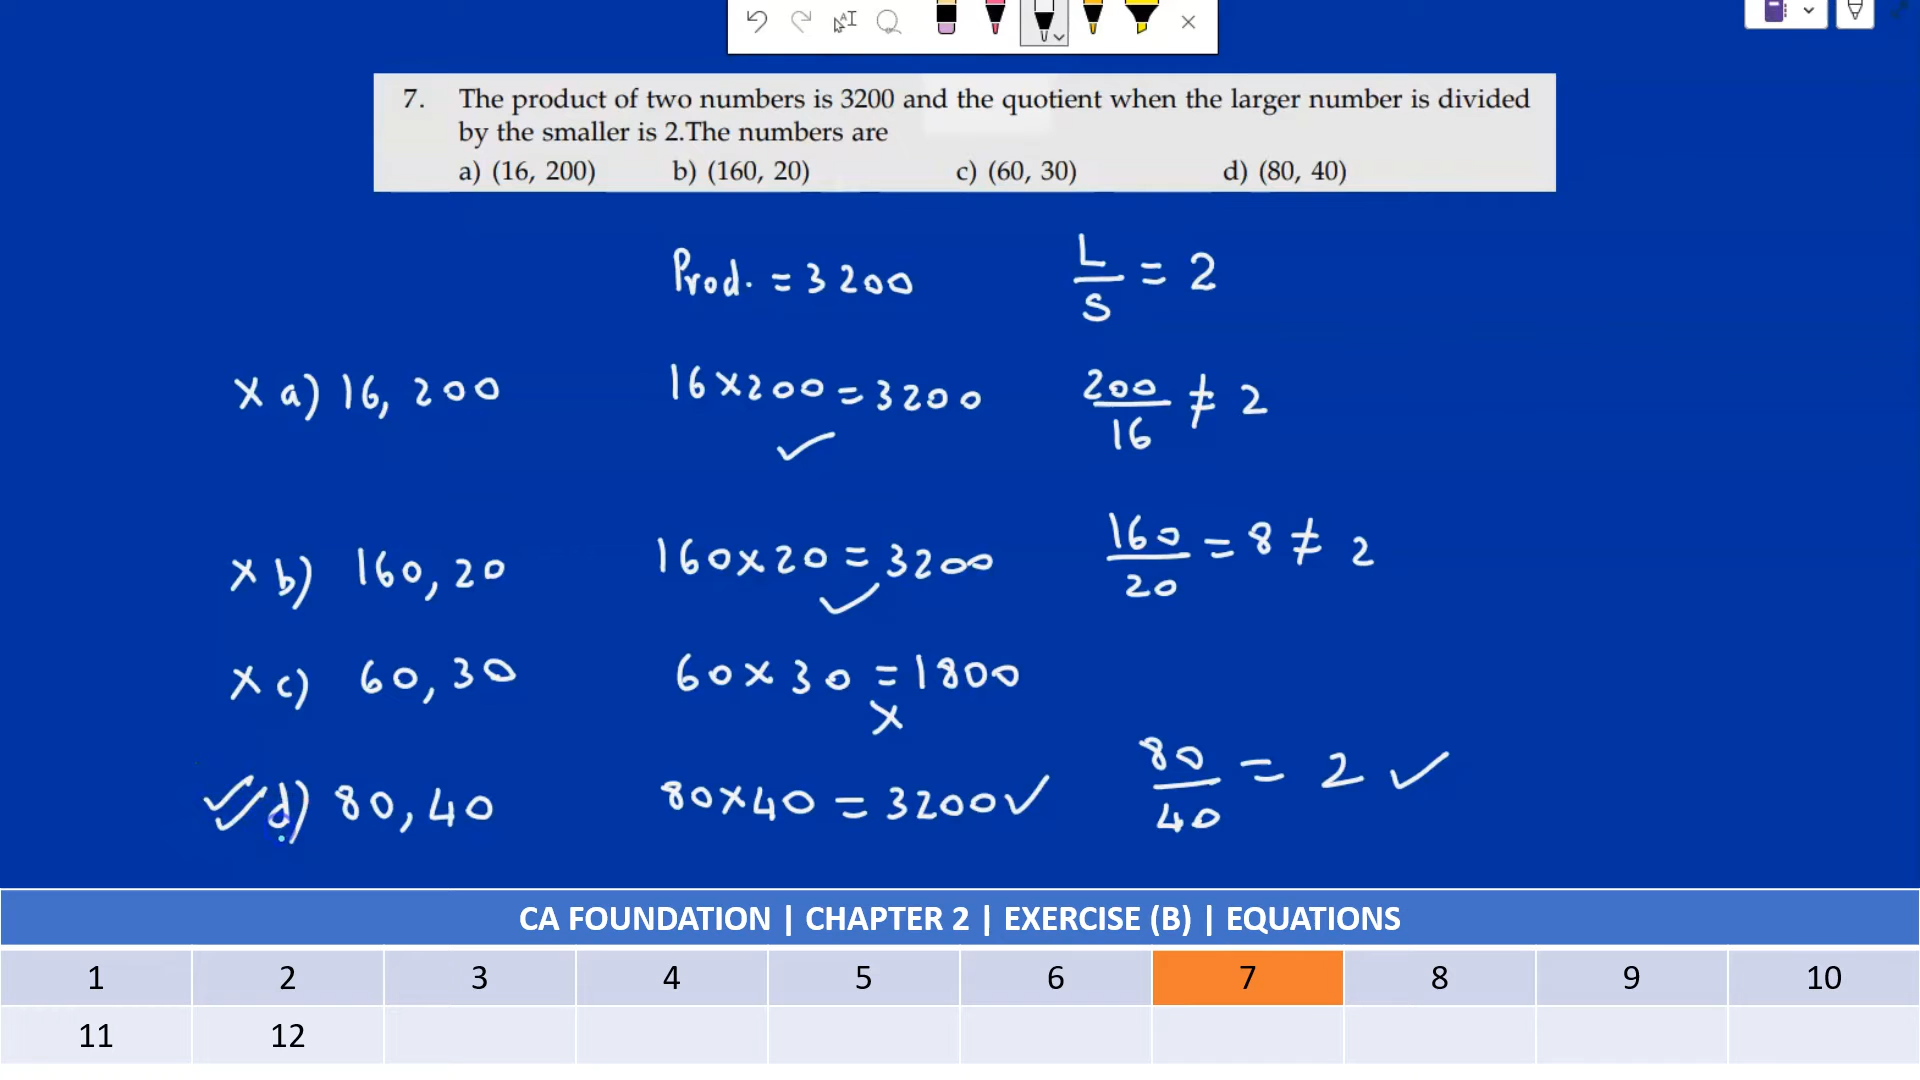 7. The product of two numbers is 3200 and the quotient when the larger number is divided
by the smaller is 2.The numbers are
a) (16, 200) b) (160, 20) c) (60, 30) d) (80, 40)
Prod. = 3200 L/S = 2
X a) 16, 200 16×200 = 3200 ✓ 200/16 ≠ 2
X b) 160, 20 160×20 = 3200 ✓ 160/20 = 8 ≠ 2
X c) 60, 30 60×30 = 1800 X
✓✓ d) 80, 40 80×40 = 3200 ✓ 80/40 = 2 ✓
CA FOUNDATION | CHAPTER 2 | EXERCISE (B) | EQUATIONS
1 2 3 4 5 6 7 8 9 10
11 12